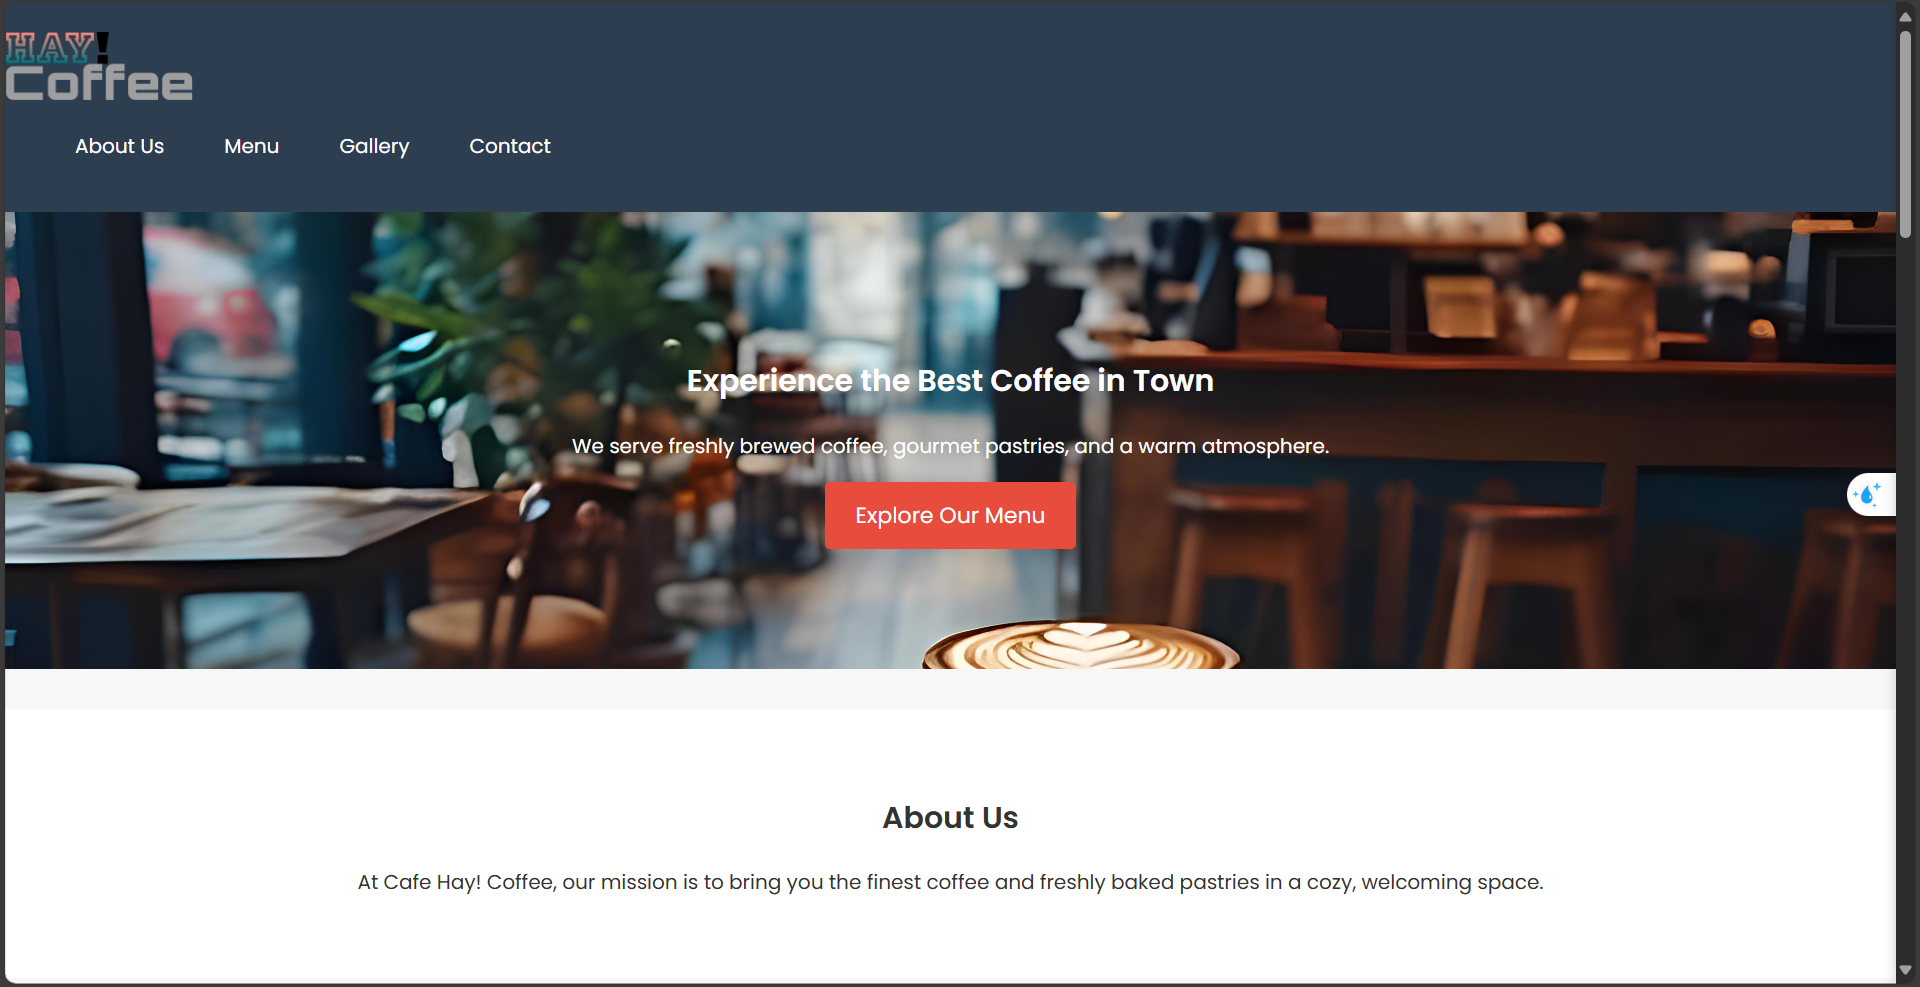 HAY!
Coffee
About Us Menu Gallery Contact
Experience the Best Coffee in Town
We serve freshly brewed coffee, gourmet pastries, and a warm atmosphere.
Explore Our Menu
About Us
At Cafe Hay! Coffee, our mission is to bring you the finest coffee and freshly baked pastries in a cozy, welcoming space.